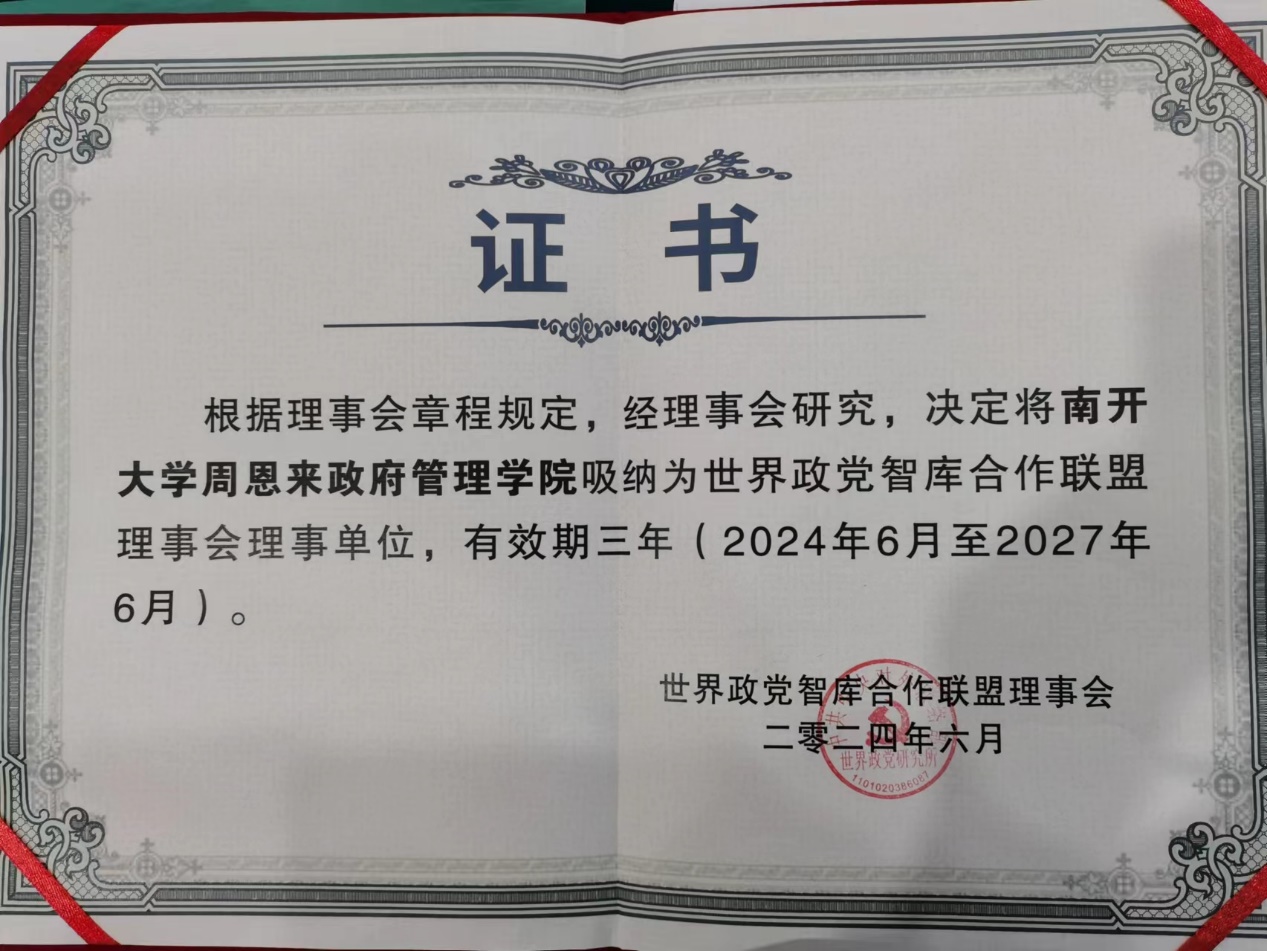 证 书
根据理事会章程规定，经理事会研究，决定将南开
大学周恩来政府管理学院吸纳为世界政党智库合作联盟
理事会理事单位，有效期三年（2024年6月至2027年
6月）。
世界政党智库合作联盟理事会
二零二四年六月
世界政党研究所
1101020386087